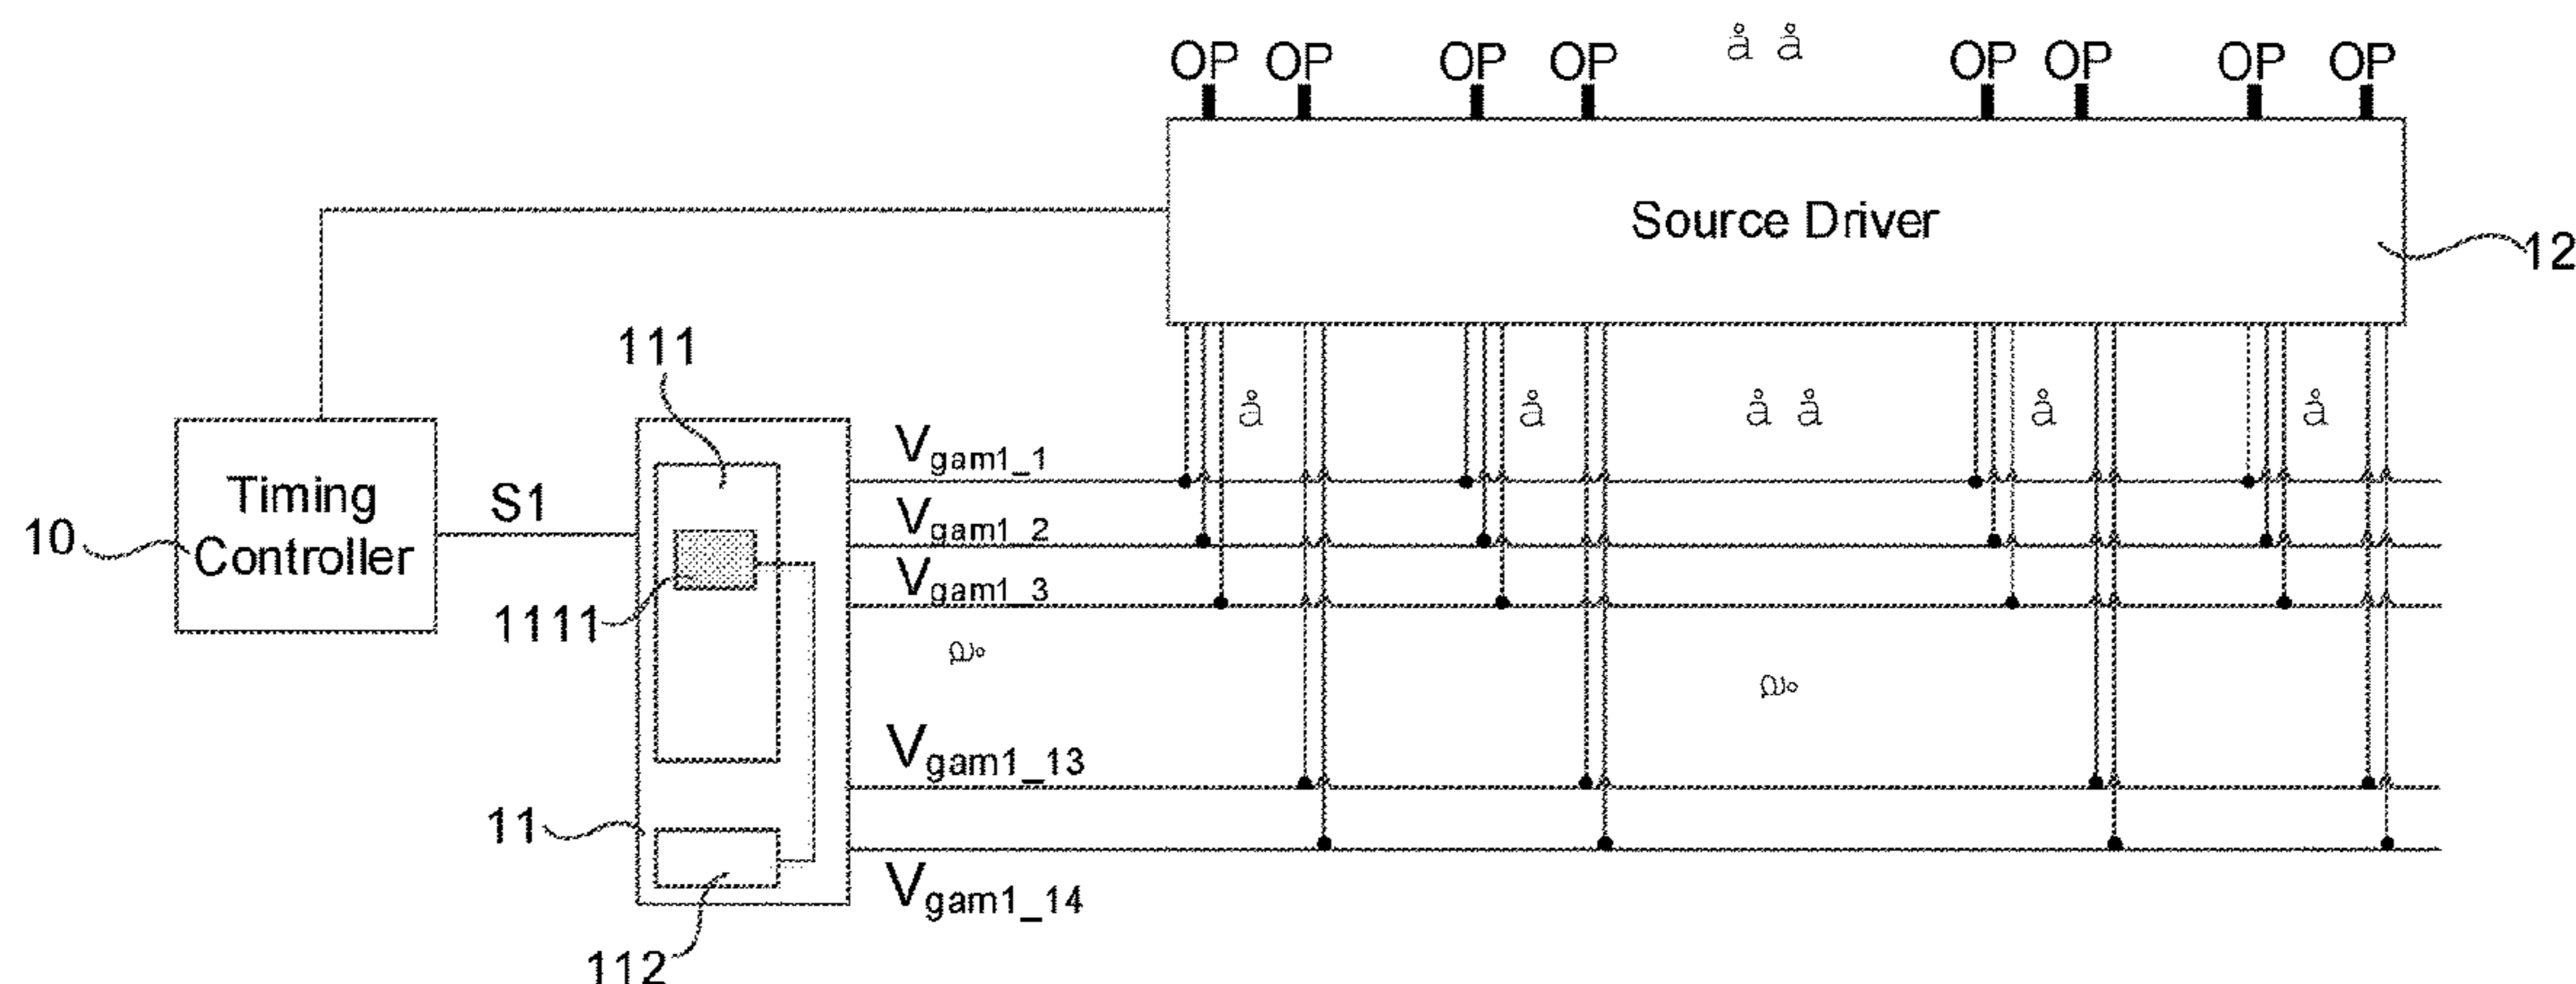 OP OP OP OP å å OP OP OP OP
Source Driver
12
111
å å å å å å
Timing
Controller
10
S1
1111
11
112
Vgam1_1
Vgam1_2
Vgam1_3
å å
Vgam1_13
Vgam1_14